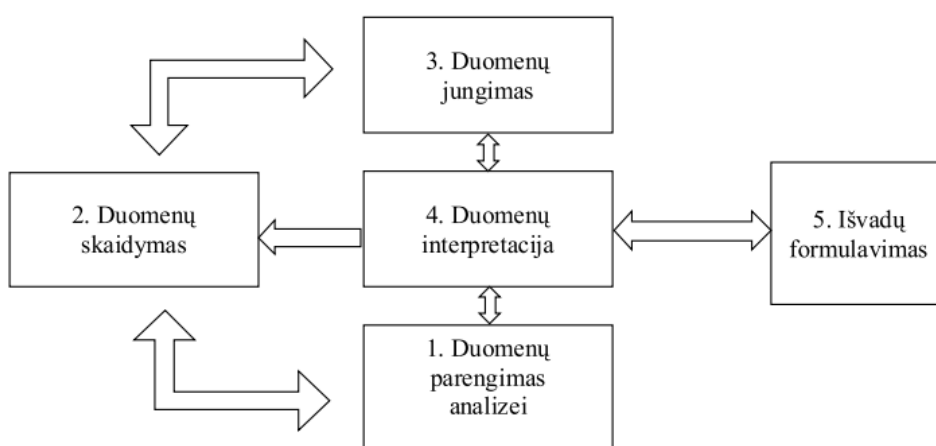 3. Duomenų
jungimas
2. Duomenų
skaidymas
4. Duomenų
interpretacija
5. Išvadų
formulavimas
1. Duomenų
parengimas
analizei